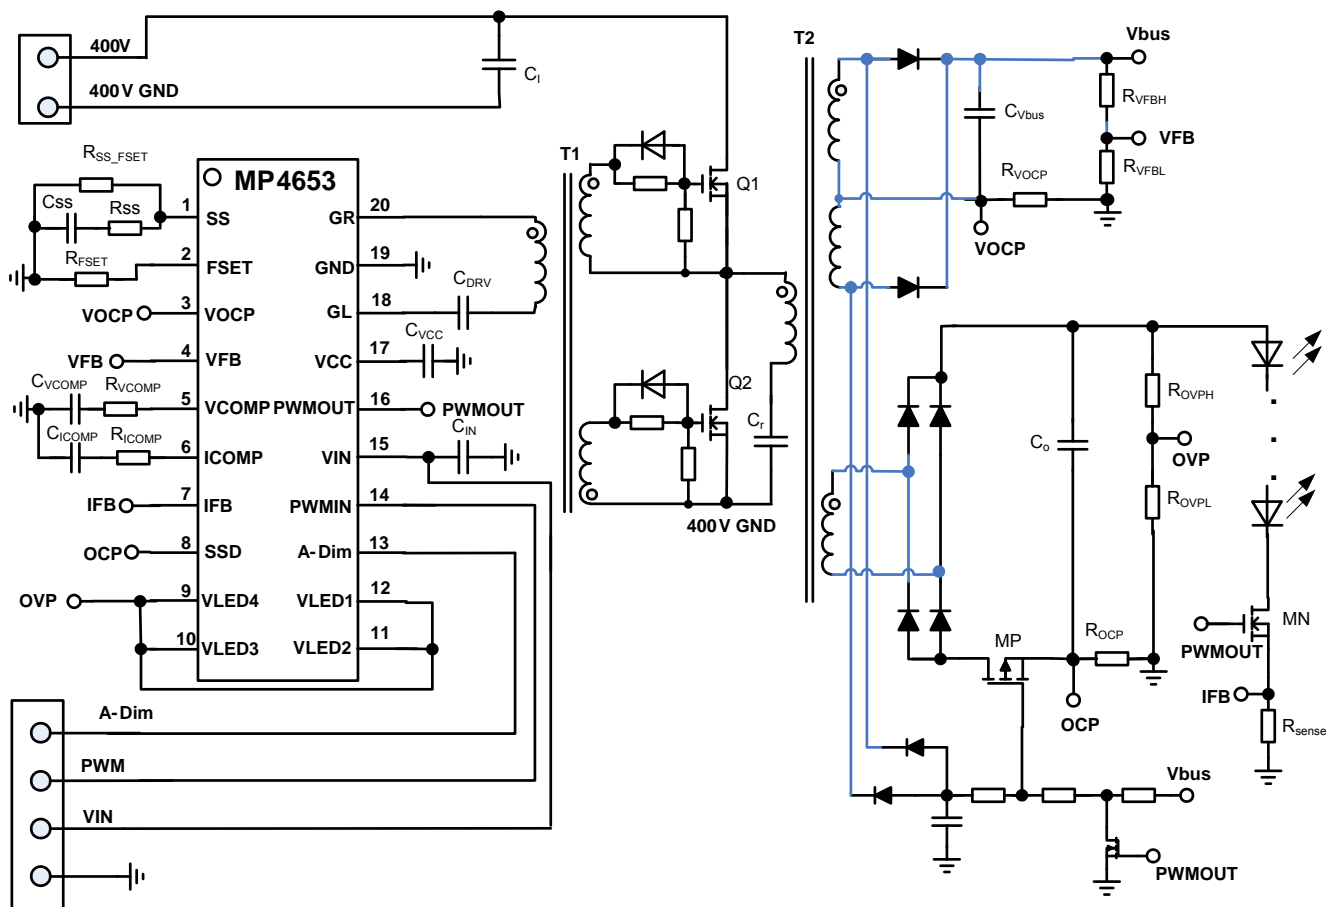 400V
400V GND
C_I
T2
Vbus
R_VFBH
C_Vbus
VFB
R_VFBL
R_VOCP
VOCP
T1
Q1
R_SS_FSET
Css
Rss
R_FSET
VOCP
VFB
C_VCOMP
R_VCOMP
C_ICOMP
R_ICOMP
IFB
OCP
OVP
MP4653
1 SS
2 FSET
3 VOCP
4 VFB
5 VCOMP
6 ICOMP
7 IFB
8 SSD
9 VLED4
10 VLED3
GR 20
GND 19
GL 18
VCC 17
PWMOUT 16
VIN 15
PWMIN 14
A-Dim 13
VLED1 12
VLED2 11
C_DRV
C_VCC
PWMOUT
C_IN
Q2
C_r
400V GND
R_OVPH
C_o
OVP
R_OVPL
MP
R_OCP
OCP
MN
PWMOUT
IFB
R_sense
Vbus
PWMOUT
A-Dim
PWM
VIN